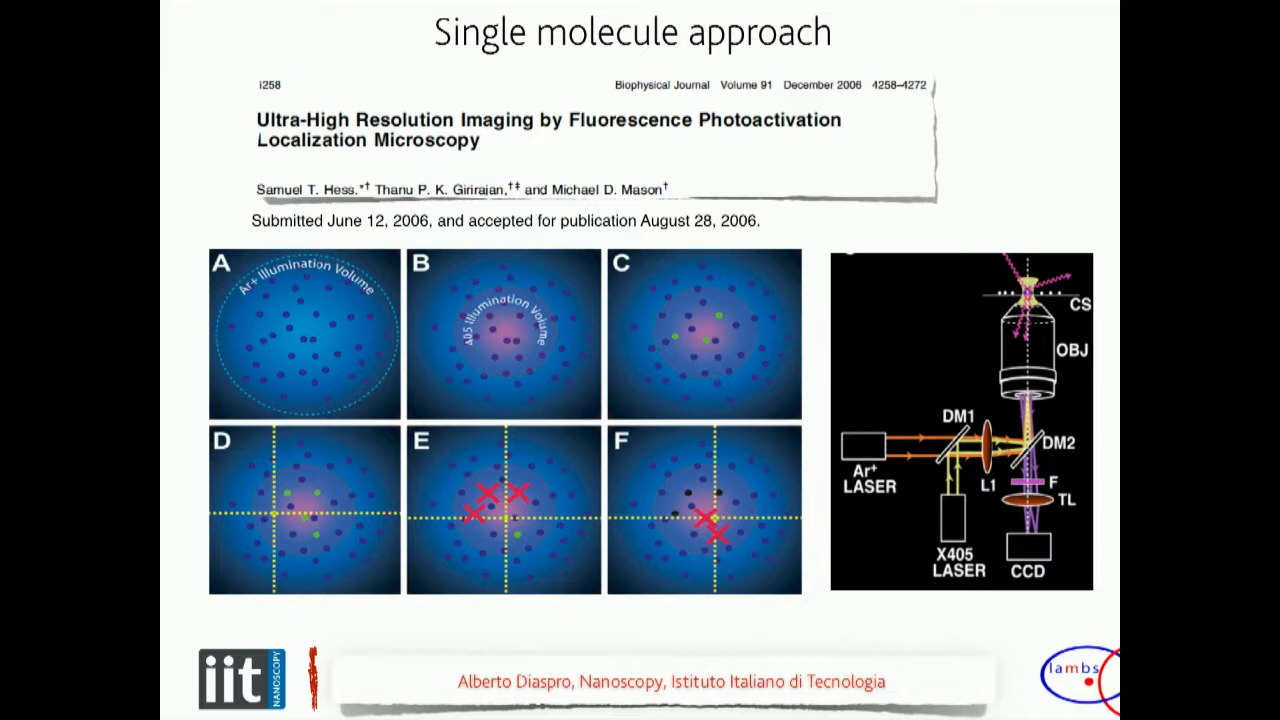 Single molecule approach
1258 Biophysical Journal Volume 91 December 2006 4258–4272
Ultra-High Resolution Imaging by Fluorescence Photoactivation
Localization Microscopy
Samuel T. Hess,*† Thanu P. K. Girirajan,†‡ and Michael D. Mason†
Submitted June 12, 2006, and accepted for publication August 28, 2006.
A
Ar+ Illumination Volume
B
405 Illumination Volume
C
D
E
F
CS
OBJ
DM1
DM2
Ar+
LASER
L1
F
TL
X405
LASER
CCD
iit
NANOSCOPY
Alberto Diaspro, Nanoscopy, Istituto Italiano di Tecnologia
lambs